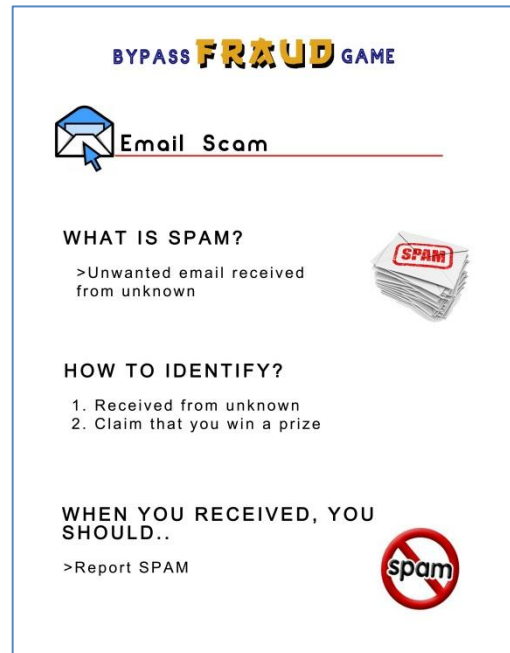 BYPASS FRAUD GAME
Email Scam
WHAT IS SPAM?
>Unwanted email received
from unknown
SPAM
HOW TO IDENTIFY?
1. Received from unknown
2. Claim that you win a prize
WHEN YOU RECEIVED, YOU
SHOULD..
>Report SPAM
spam